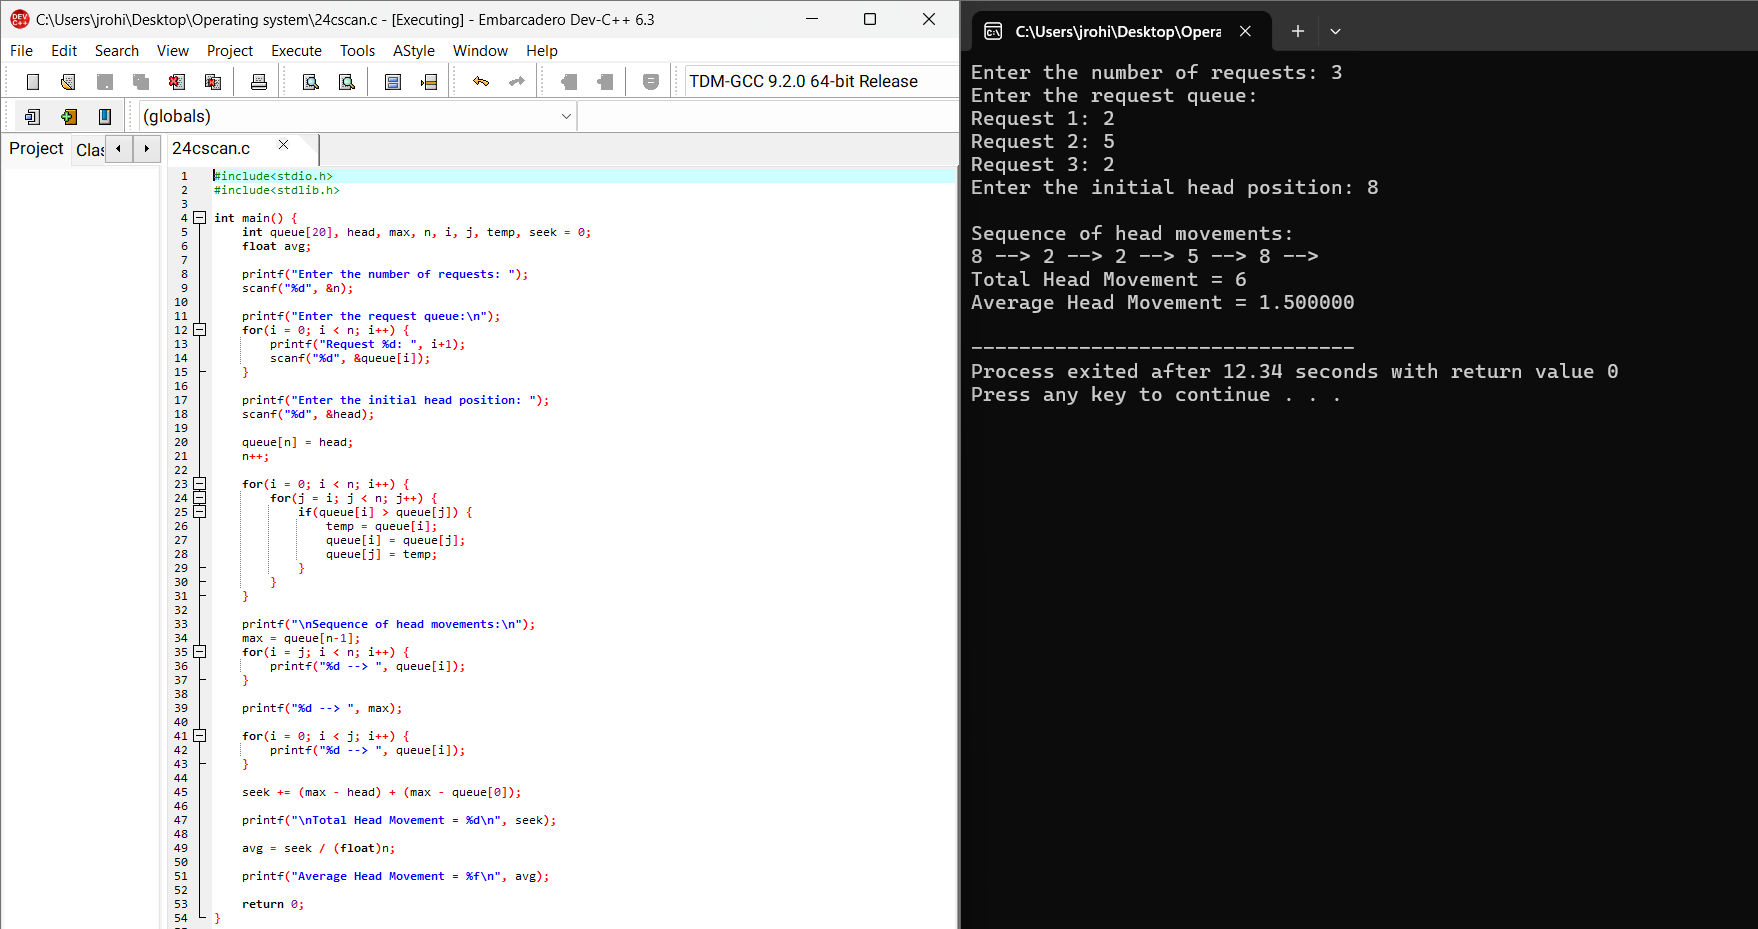 C:\Users\jrohi\Desktop\Operating system\24cscan.c - [Executing] - Embarcadero Dev-C++ 6.3
File Edit Search View Project Execute Tools AStyle Window Help
TDM-GCC 9.2.0 64-bit Release
(globals)
Project Clas 24cscan.c
1 #include<stdio.h>
2 #include<stdlib.h>
3
4 int main() {
5 int queue[20], head, max, n, i, j, temp, seek = 0;
6 float avg;
7
8 printf("Enter the number of requests: ");
9 scanf("%d", &n);
10
11 printf("Enter the request queue:\n");
12 for(i = 0; i < n; i++) {
13 printf("Request %d: ", i+1);
14 scanf("%d", &queue[i]);
15 }
16
17 printf("Enter the initial head position: ");
18 scanf("%d", &head);
19
20 queue[n] = head;
21 n++;
22
23 for(i = 0; i < n; i++) {
24 for(j = i; j < n; j++) {
25 if(queue[i] > queue[j]) {
26 temp = queue[i];
27 queue[i] = queue[j];
28 queue[j] = temp;
29 }
30 }
31 }
32
33 printf("\nSequence of head movements:\n");
34 max = queue[n-1];
35 for(i = j; i < n; i++) {
36 printf("%d --> ", queue[i]);
37 }
38
39 printf("%d --> ", max);
40
41 for(i = 0; i < j; i++) {
42 printf("%d --> ", queue[i]);
43 }
44
45 seek += (max - head) + (max - queue[0]);
46
47 printf("\nTotal Head Movement = %d\n", seek);
48
49 avg = seek / (float)n;
50
51 printf("Average Head Movement = %f\n", avg);
52
53 return 0;
54 }
C:\Users\jrohi\Desktop\Opera
Enter the number of requests: 3
Enter the request queue:
Request 1: 2
Request 2: 5
Request 3: 2
Enter the initial head position: 8
Sequence of head movements:
8 --> 2 --> 2 --> 5 --> 8 -->
Total Head Movement = 6
Average Head Movement = 1.500000
--------------------------------
Process exited after 12.34 seconds with return value 0
Press any key to continue . . .